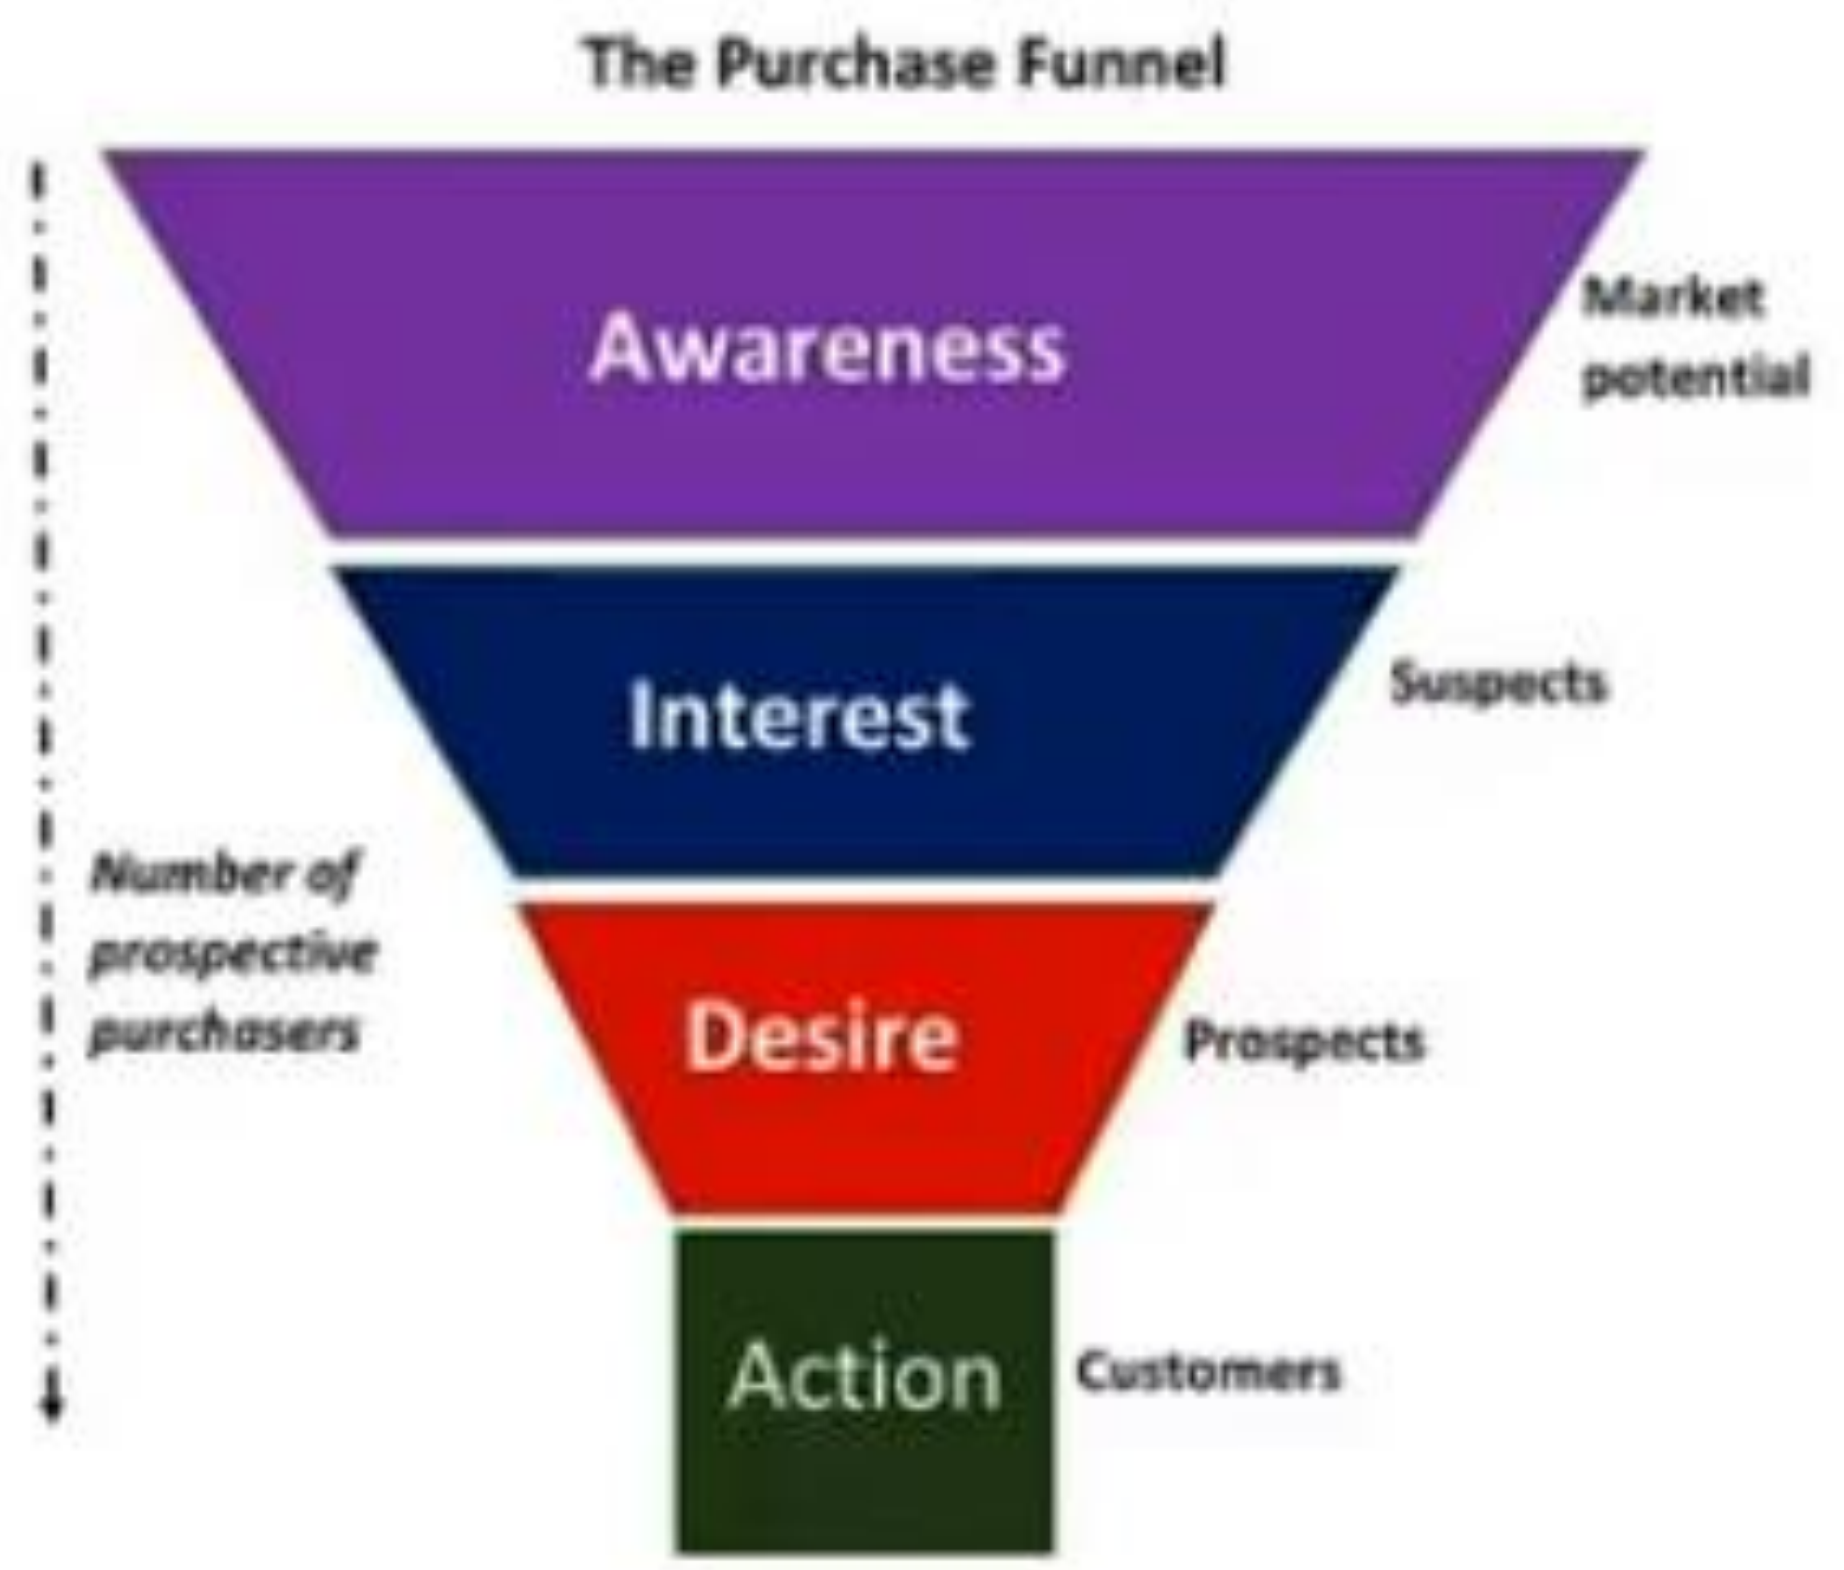 The Purchase Funnel
Awareness
Market
potential
Interest
Suspects
Number of
prospective
purchasers
Desire
Prospects
Action
Customers